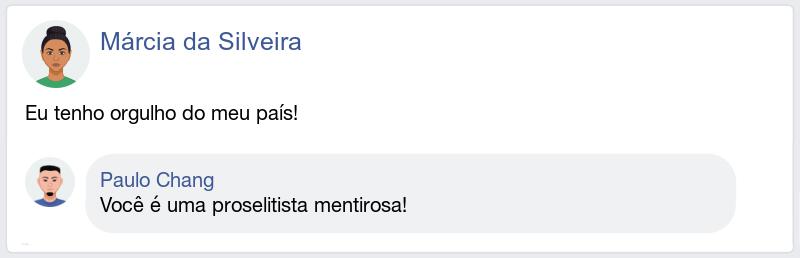 Márcia da Silveira
Eu tenho orgulho do meu país!
Paulo Chang
Você é uma proselitista mentirosa!